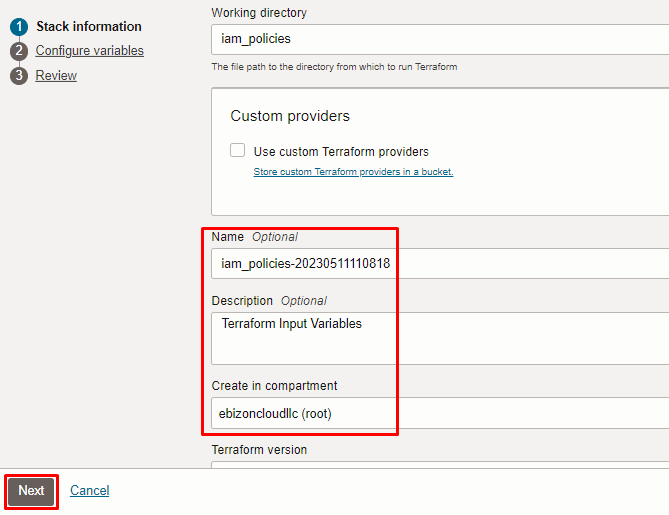 1 Stack information
2 Configure variables
3 Review
Working directory
iam_policies
The file path to the directory from which to run Terraform
Custom providers
Use custom Terraform providers
Store custom Terraform providers in a bucket.
Name Optional
iam_policies-20230511110818
Description Optional
Terraform Input Variables
Create in compartment
ebizoncloudllc (root)
Terraform version
Next Cancel